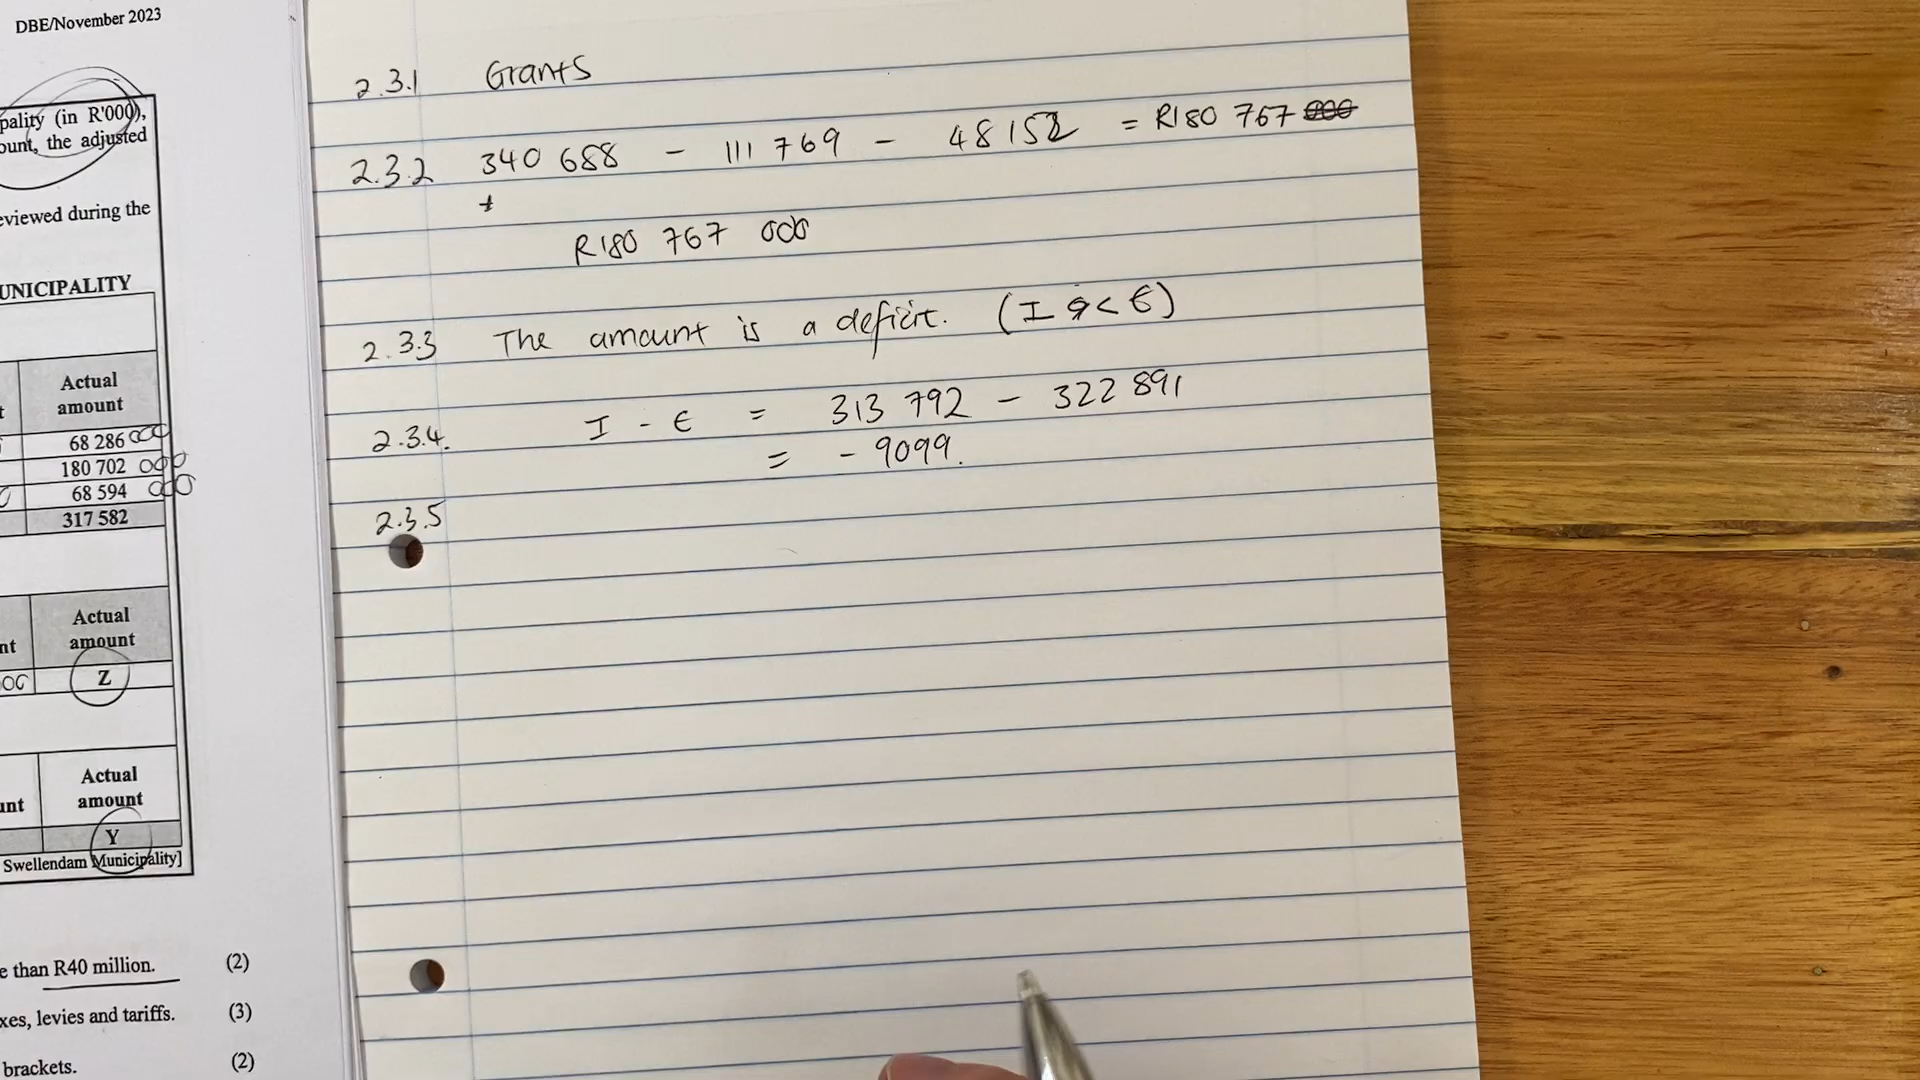 DBE/November 2023
pality (in R'000),
ount, the adjusted
eviewed during the
UNICIPALITY
Actual
amount
68 286 000
180 702 000
68 594 000
317 582
Actual
amount
Z
Actual
amount
Y
Swellendam Municipality]
e than R40 million. (2)
xes, levies and tariffs. (3)
brackets. (2)
2.3.1 Grants
2.3.2 340 688 - 111 769 - 48 152 = R180 767
R180 767 000
2.3.3 The amount is a deficit. (I < E)
2.3.4. I - E = 313 792 - 322 891
= - 9099.
2.3.5